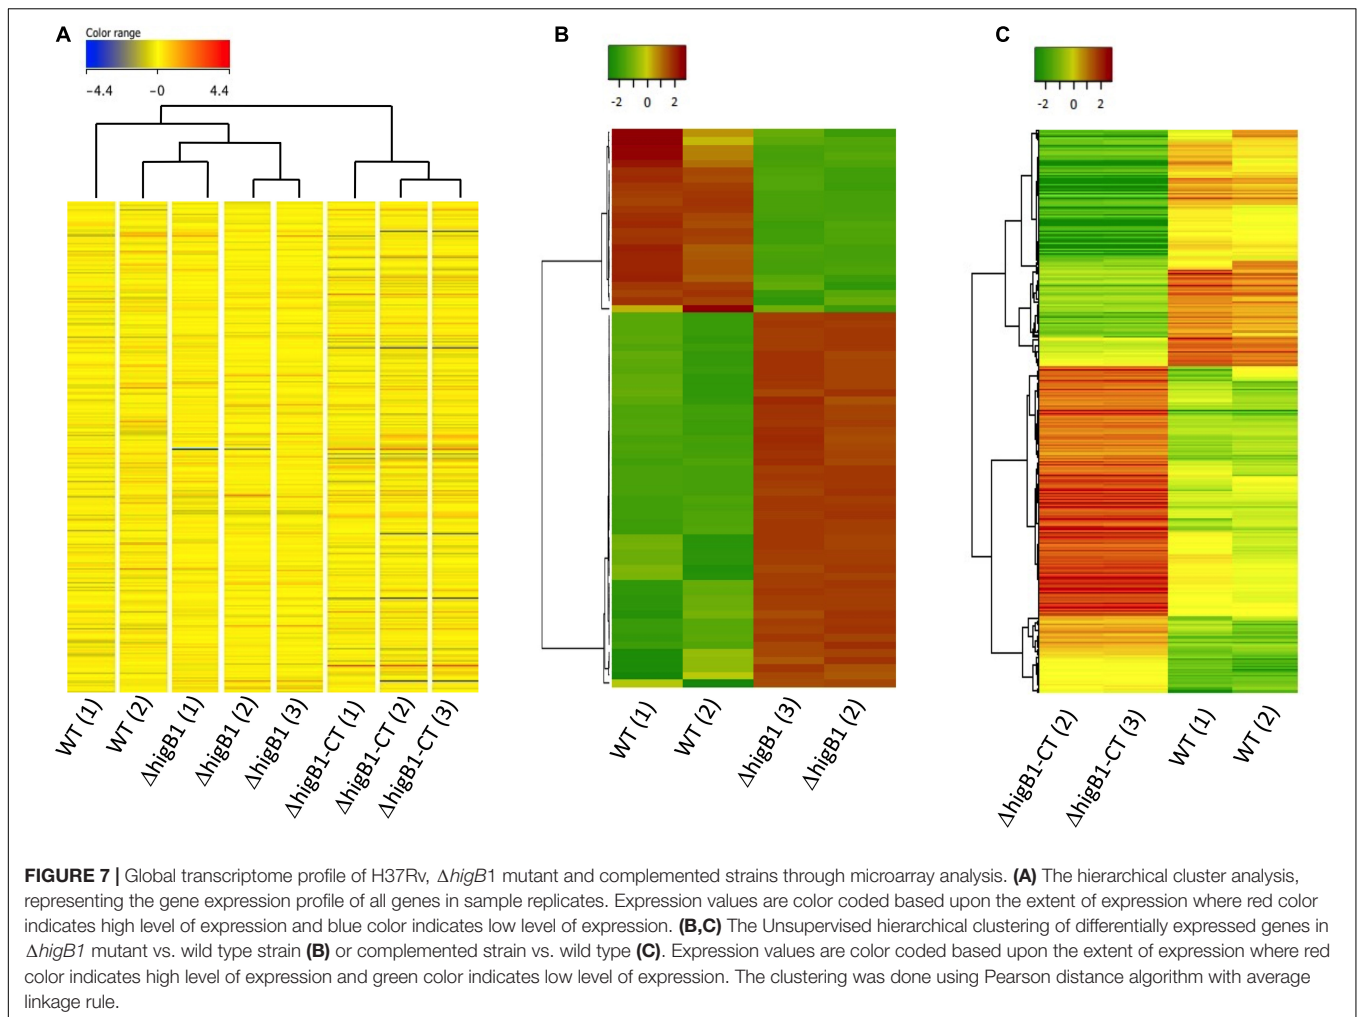 A
Color range
−4.4 −0 4.4
B
-2 0 2
C
-2 0 2
WT (1)
WT (2)
ΔhigB1 (1)
ΔhigB1 (2)
ΔhigB1 (3)
ΔhigB1-CT (1)
ΔhigB1-CT (2)
ΔhigB1-CT (3)
WT (1)
WT (2)
ΔhigB1 (3)
ΔhigB1 (2)
ΔhigB1-CT (2)
ΔhigB1-CT (3)
WT (1)
WT (2)
FIGURE 7 | Global transcriptome profile of H37Rv, ΔhigB1 mutant and complemented strains through microarray analysis. (A) The hierarchical cluster analysis,
representing the gene expression profile of all genes in sample replicates. Expression values are color coded based upon the extent of expression where red color
indicates high level of expression and blue color indicates low level of expression. (B,C) The Unsupervised hierarchical clustering of differentially expressed genes in
ΔhigB1 mutant vs. wild type strain (B) or complemented strain vs. wild type (C). Expression values are color coded based upon the extent of expression where red
color indicates high level of expression and green color indicates low level of expression. The clustering was done using Pearson distance algorithm with average
linkage rule.